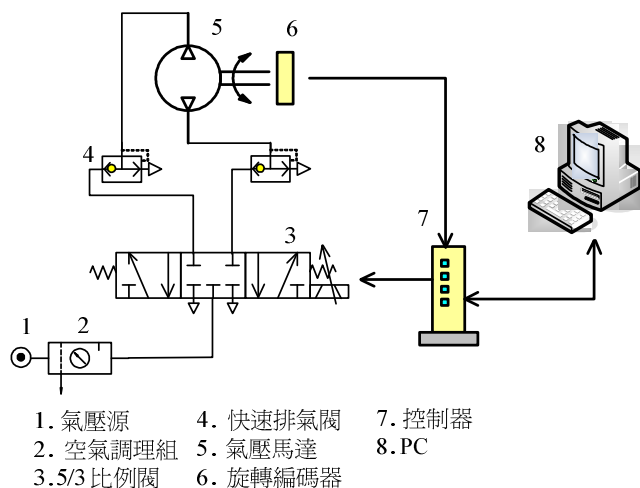 5
6
4
8
7
3
1
2
1. 氣壓源
2. 空氣調理組
3.5/3 比例閥
4. 快速排氣閥
5. 氣壓馬達
6. 旋轉編碼器
7. 控制器
8.PC